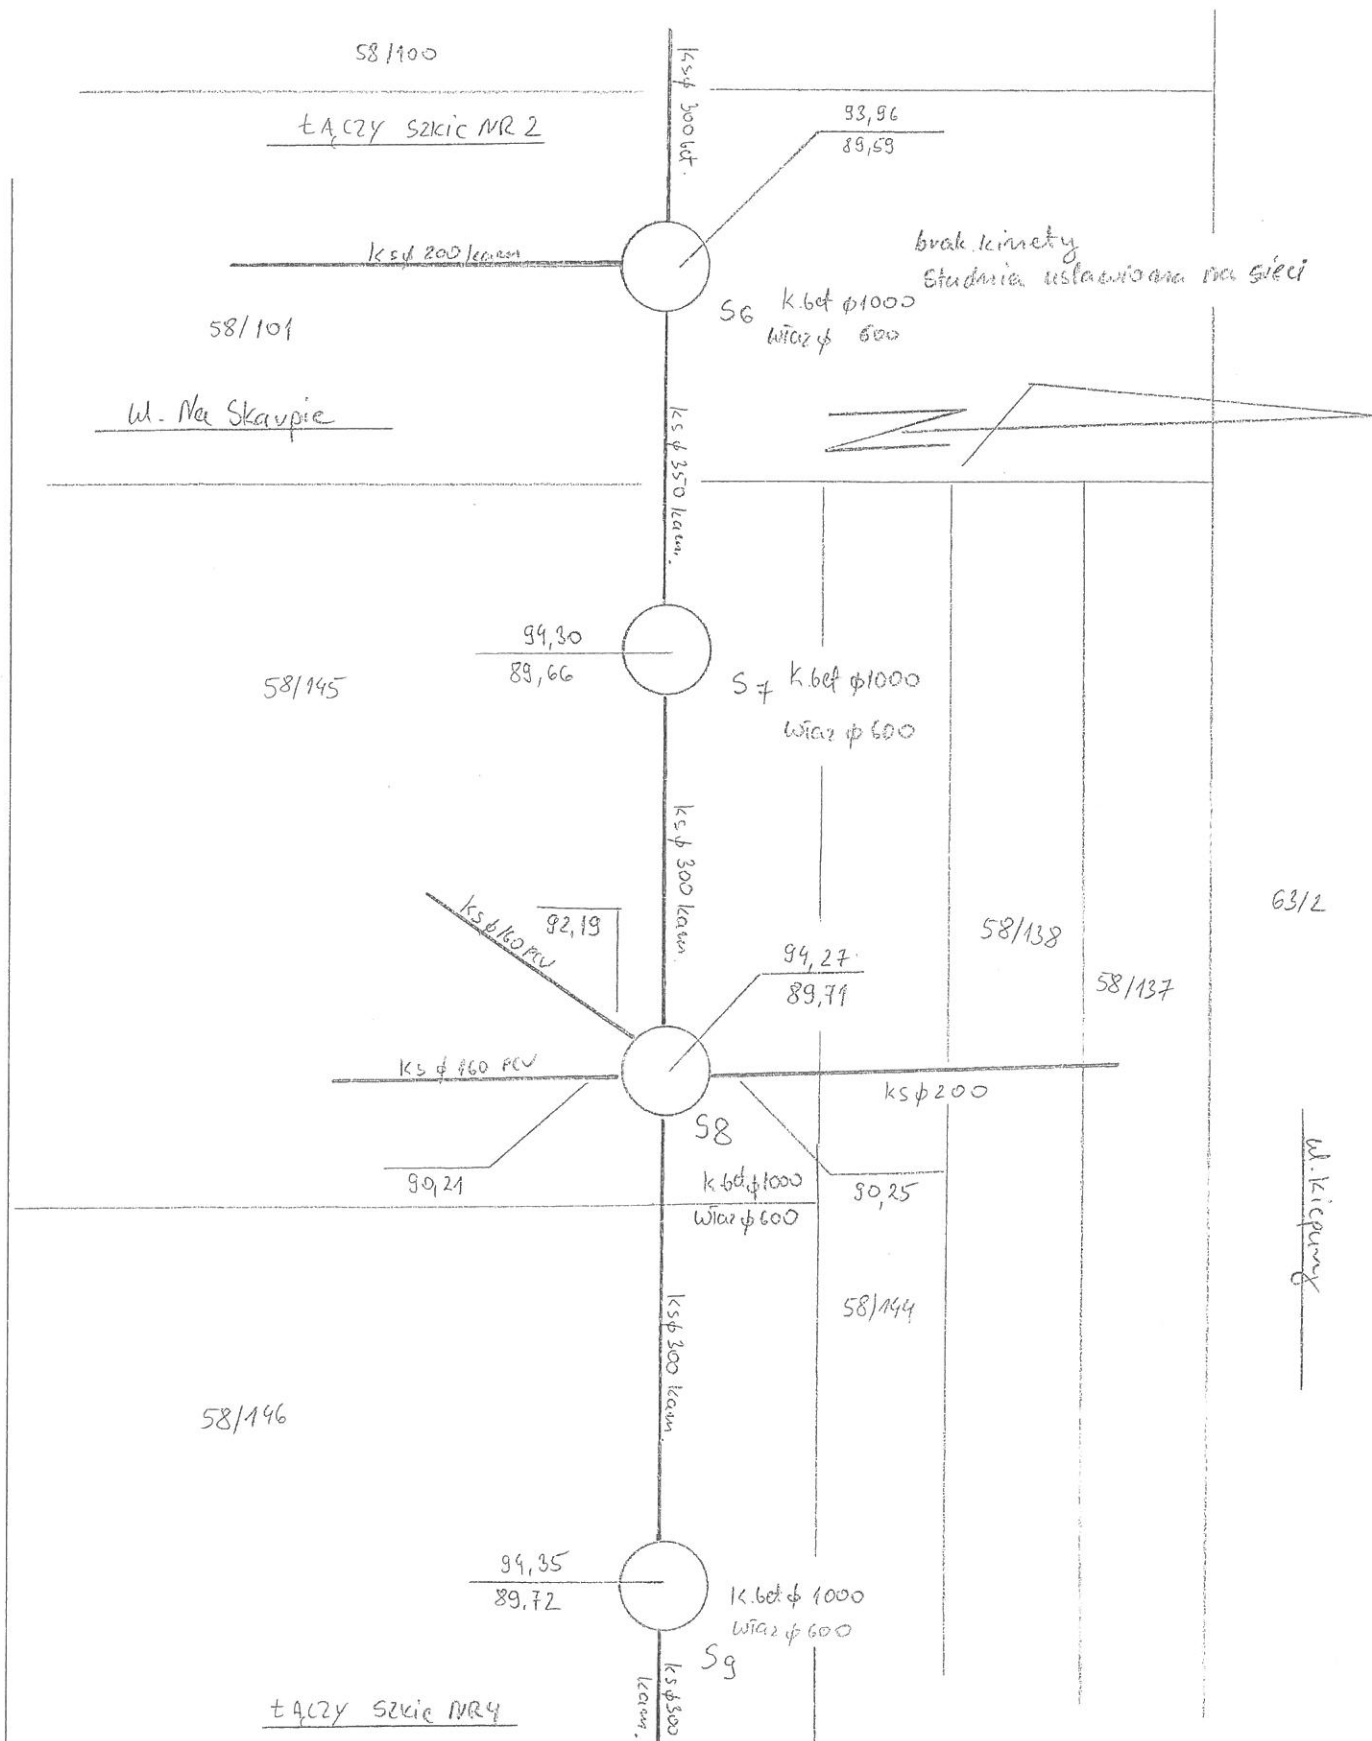 58/100
ksϕ 300 bet.
ŁĄCZY SZKIC NR 2
93,96
89,59
ksϕ 200 kam
brak kinety
Studnia ustawiona na sieci
S6 K.bet ϕ1000
właz ϕ 600
58/101
ul. Na Skarpie
ks ϕ 350 kam.
94,30
89,66
S7 K.bet ϕ1000
właz ϕ 600
58/145
ks ϕ 300 kam.
63/2
ks ϕ 160 PCV
92,19
58/138
94,27
89,71
58/137
ks ϕ 160 PCV
ks ϕ 200
S8
90,21
k.bet.ϕ1000
właz ϕ 600
90,25
ul. Kiepury
ks ϕ 300 kam.
58/144
58/146
94,35
89,72
K.bet ϕ 1000
właz ϕ 600
S9
ks ϕ 300
kam.
ŁĄCZY SZKIC NR4